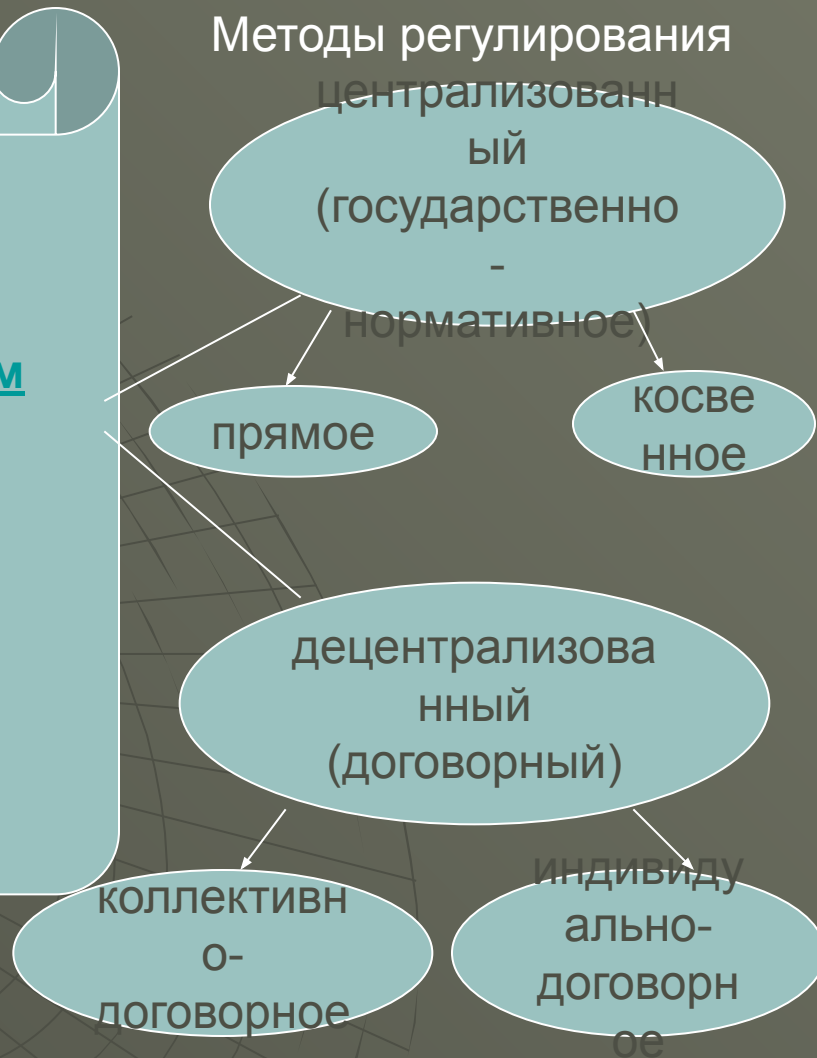 Методы регулирования
централизованн
ый
(государственно
-
нормативное)
м
прямое
косве
нное
децентрализова
нный
(договорный)
коллективн
о-
договорное
индивиду
ально-
договорн
ое